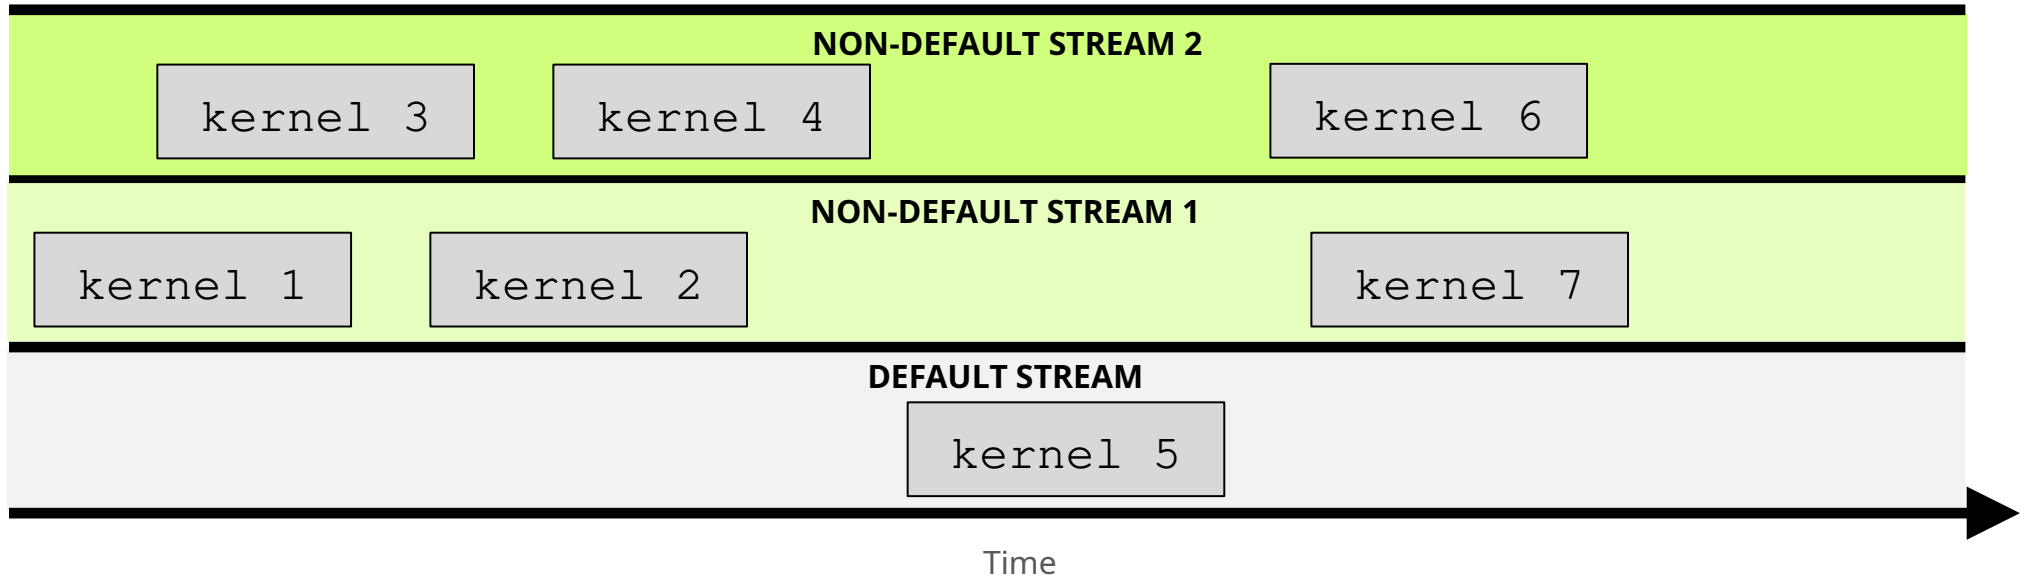 NON-DEFAULT STREAM 2
kernel 3
kernel 4
kernel 6
NON-DEFAULT STREAM 1
kernel 1
kernel 2
kernel 7
DEFAULT STREAM
kernel 5
Time